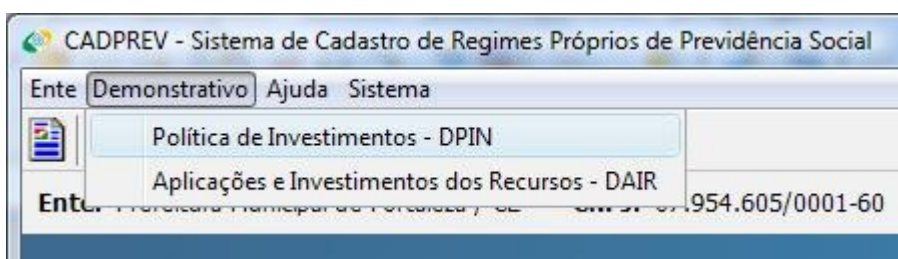 CADPREV - Sistema de Cadastro de Regimes Próprios de Previdência Social
Ente Demonstrativo Ajuda Sistema
Política de Investimentos - DPIN
Aplicações e Investimentos dos Recursos - DAIR
Ente: .954.605/0001-60